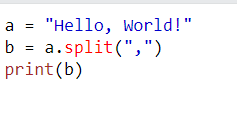 a = "Hello, World!"
b = a.split(",")
print(b)